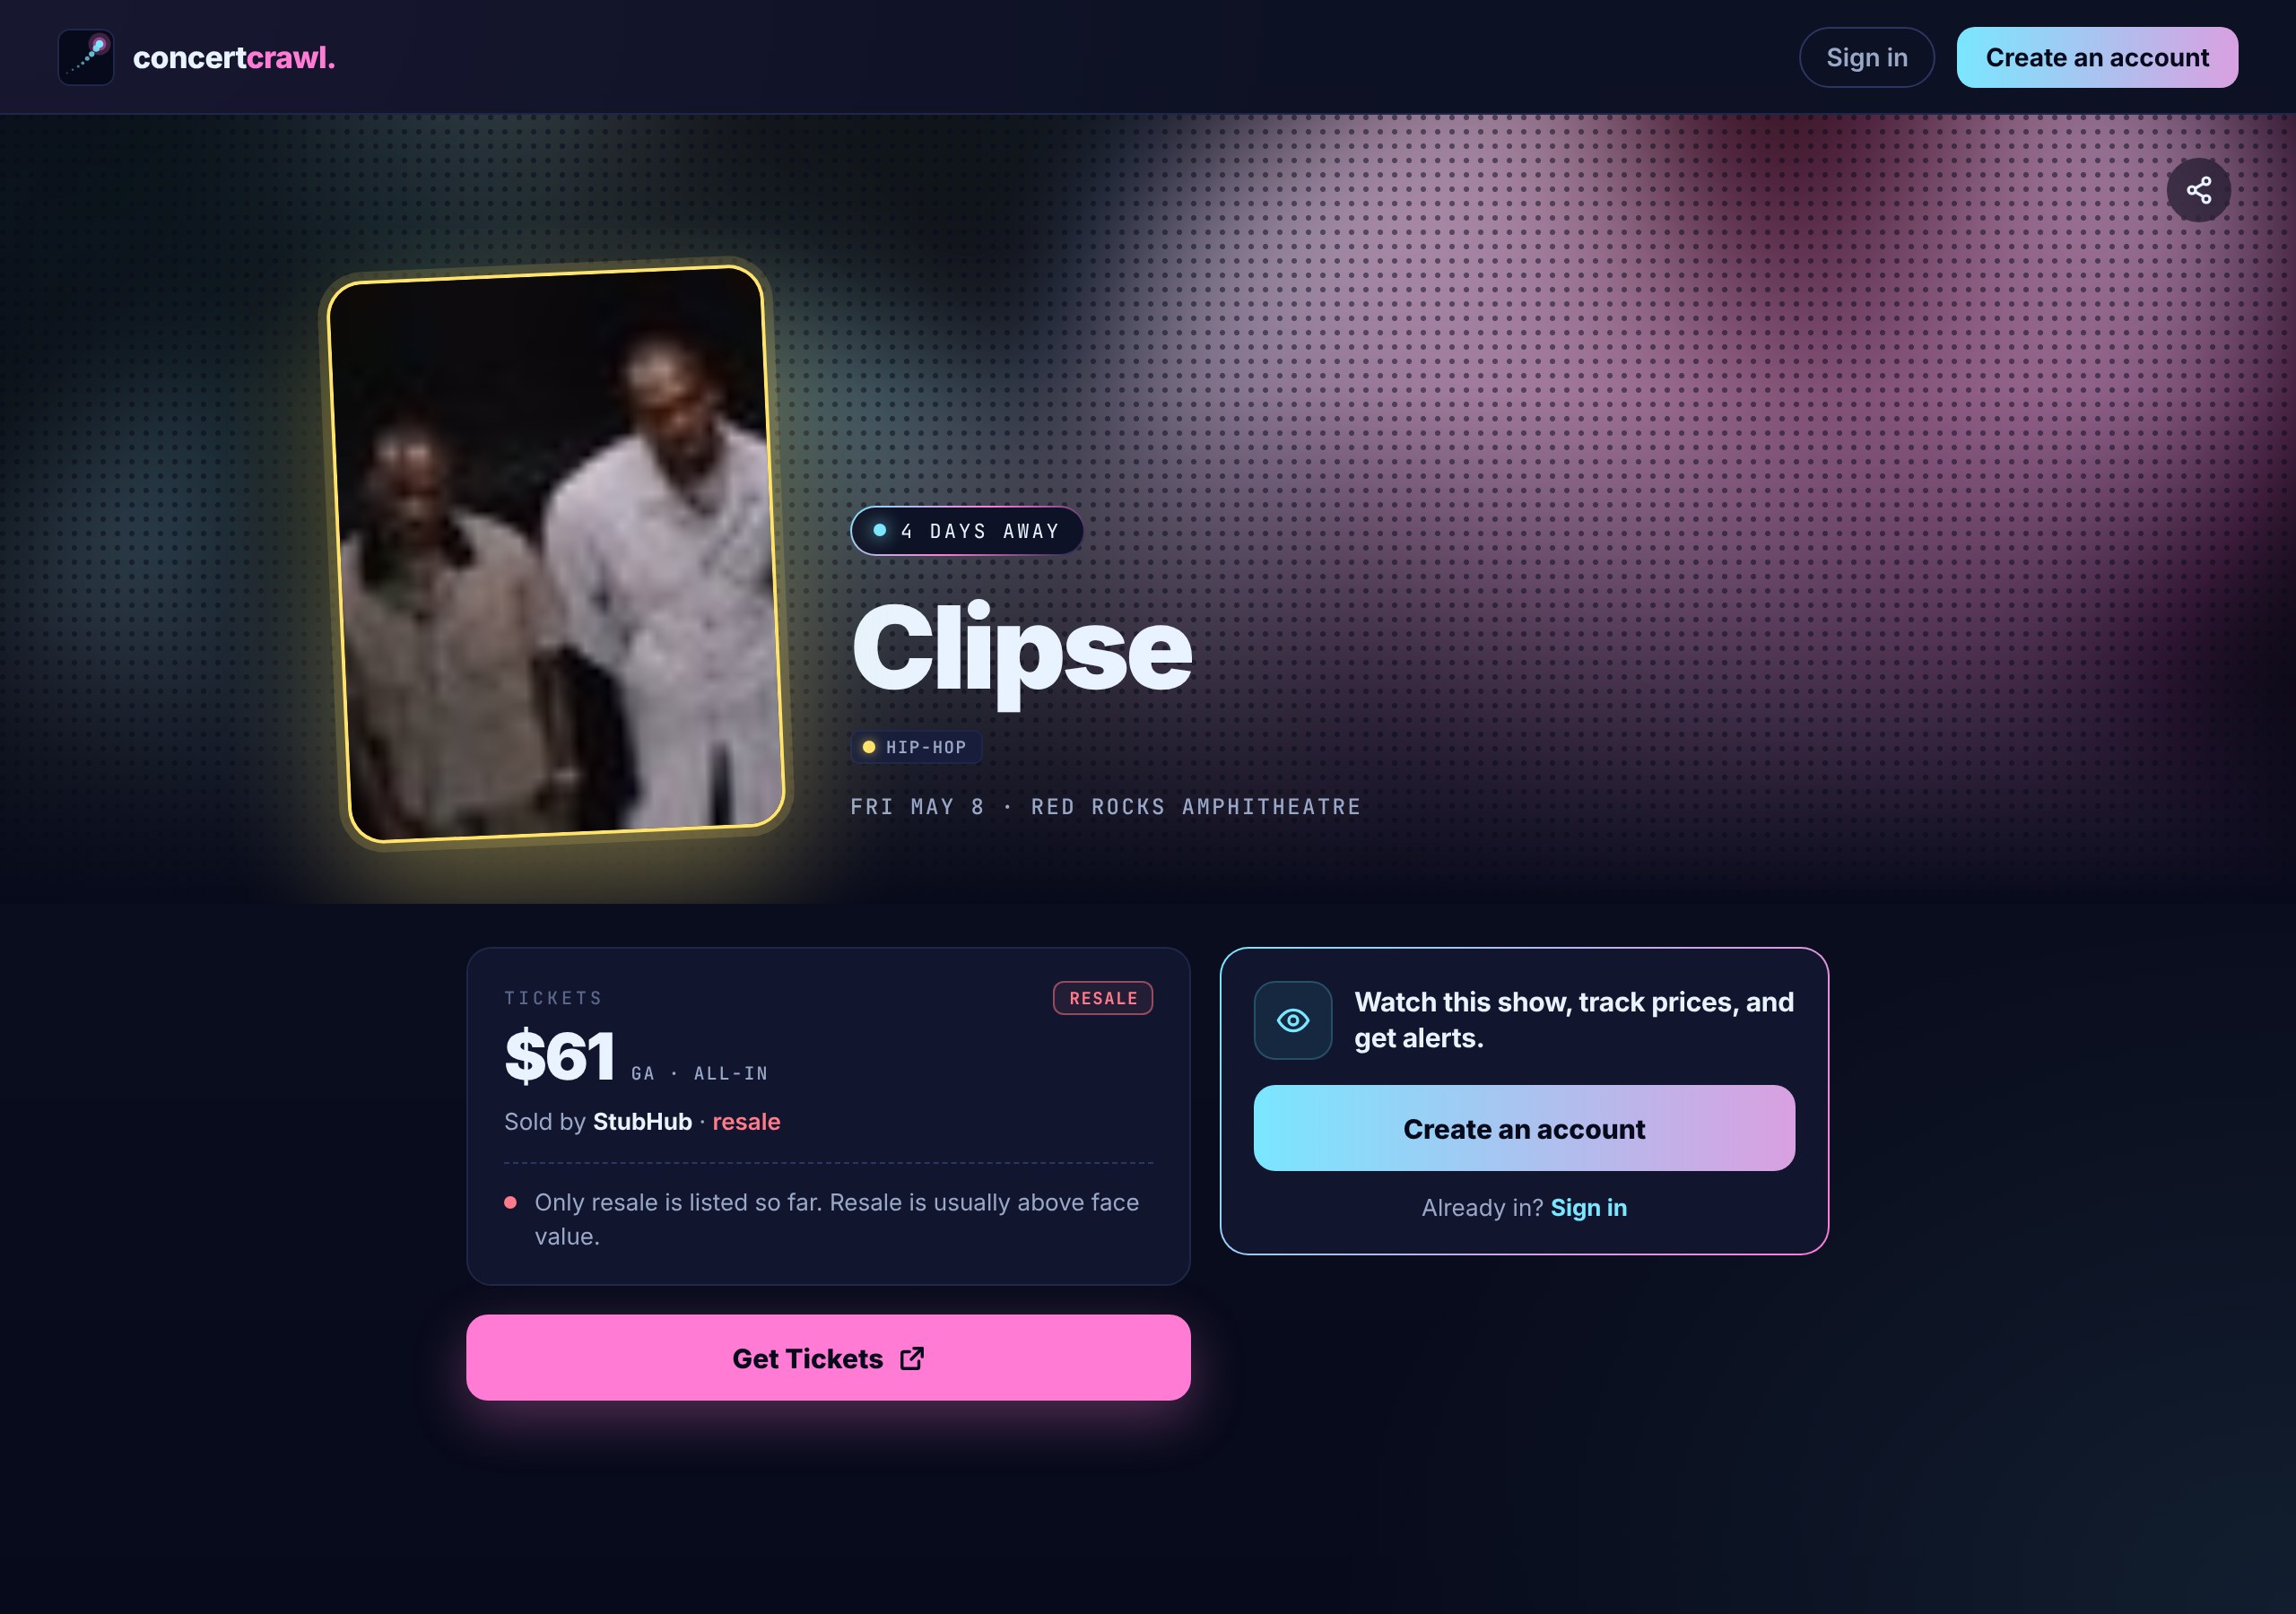 concertcrawl.
Sign in
Create an account
4 DAYS AWAY
Clipse
HIP-HOP
FRI MAY 8 · RED ROCKS AMPHITHEATRE
TICKETS
RESALE
$61 GA · ALL-IN
Sold by StubHub · resale
Only resale is listed so far. Resale is usually above face
value.
Get Tickets
Watch this show, track prices, and
get alerts.
Create an account
Already in? Sign in